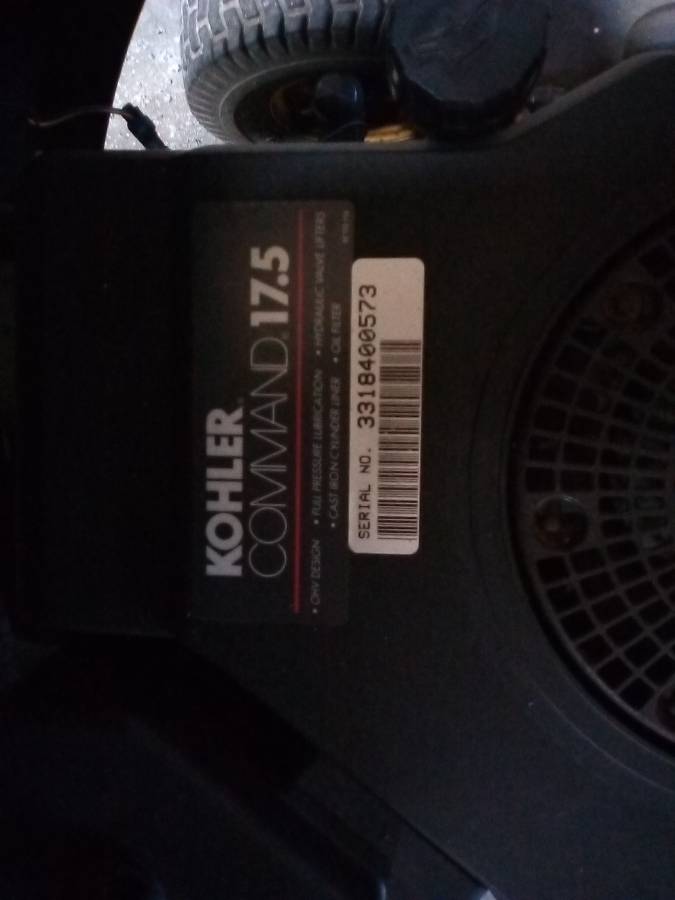 KOHLER®
COMMAND® 17.5
• OHV DESIGN • FULL PRESSURE LUBRICATION • HYDRAULIC VALVE LIFTERS
• CAST IRON CYLINDER LINER • OIL FILTER
SERIAL NO. 3318400573